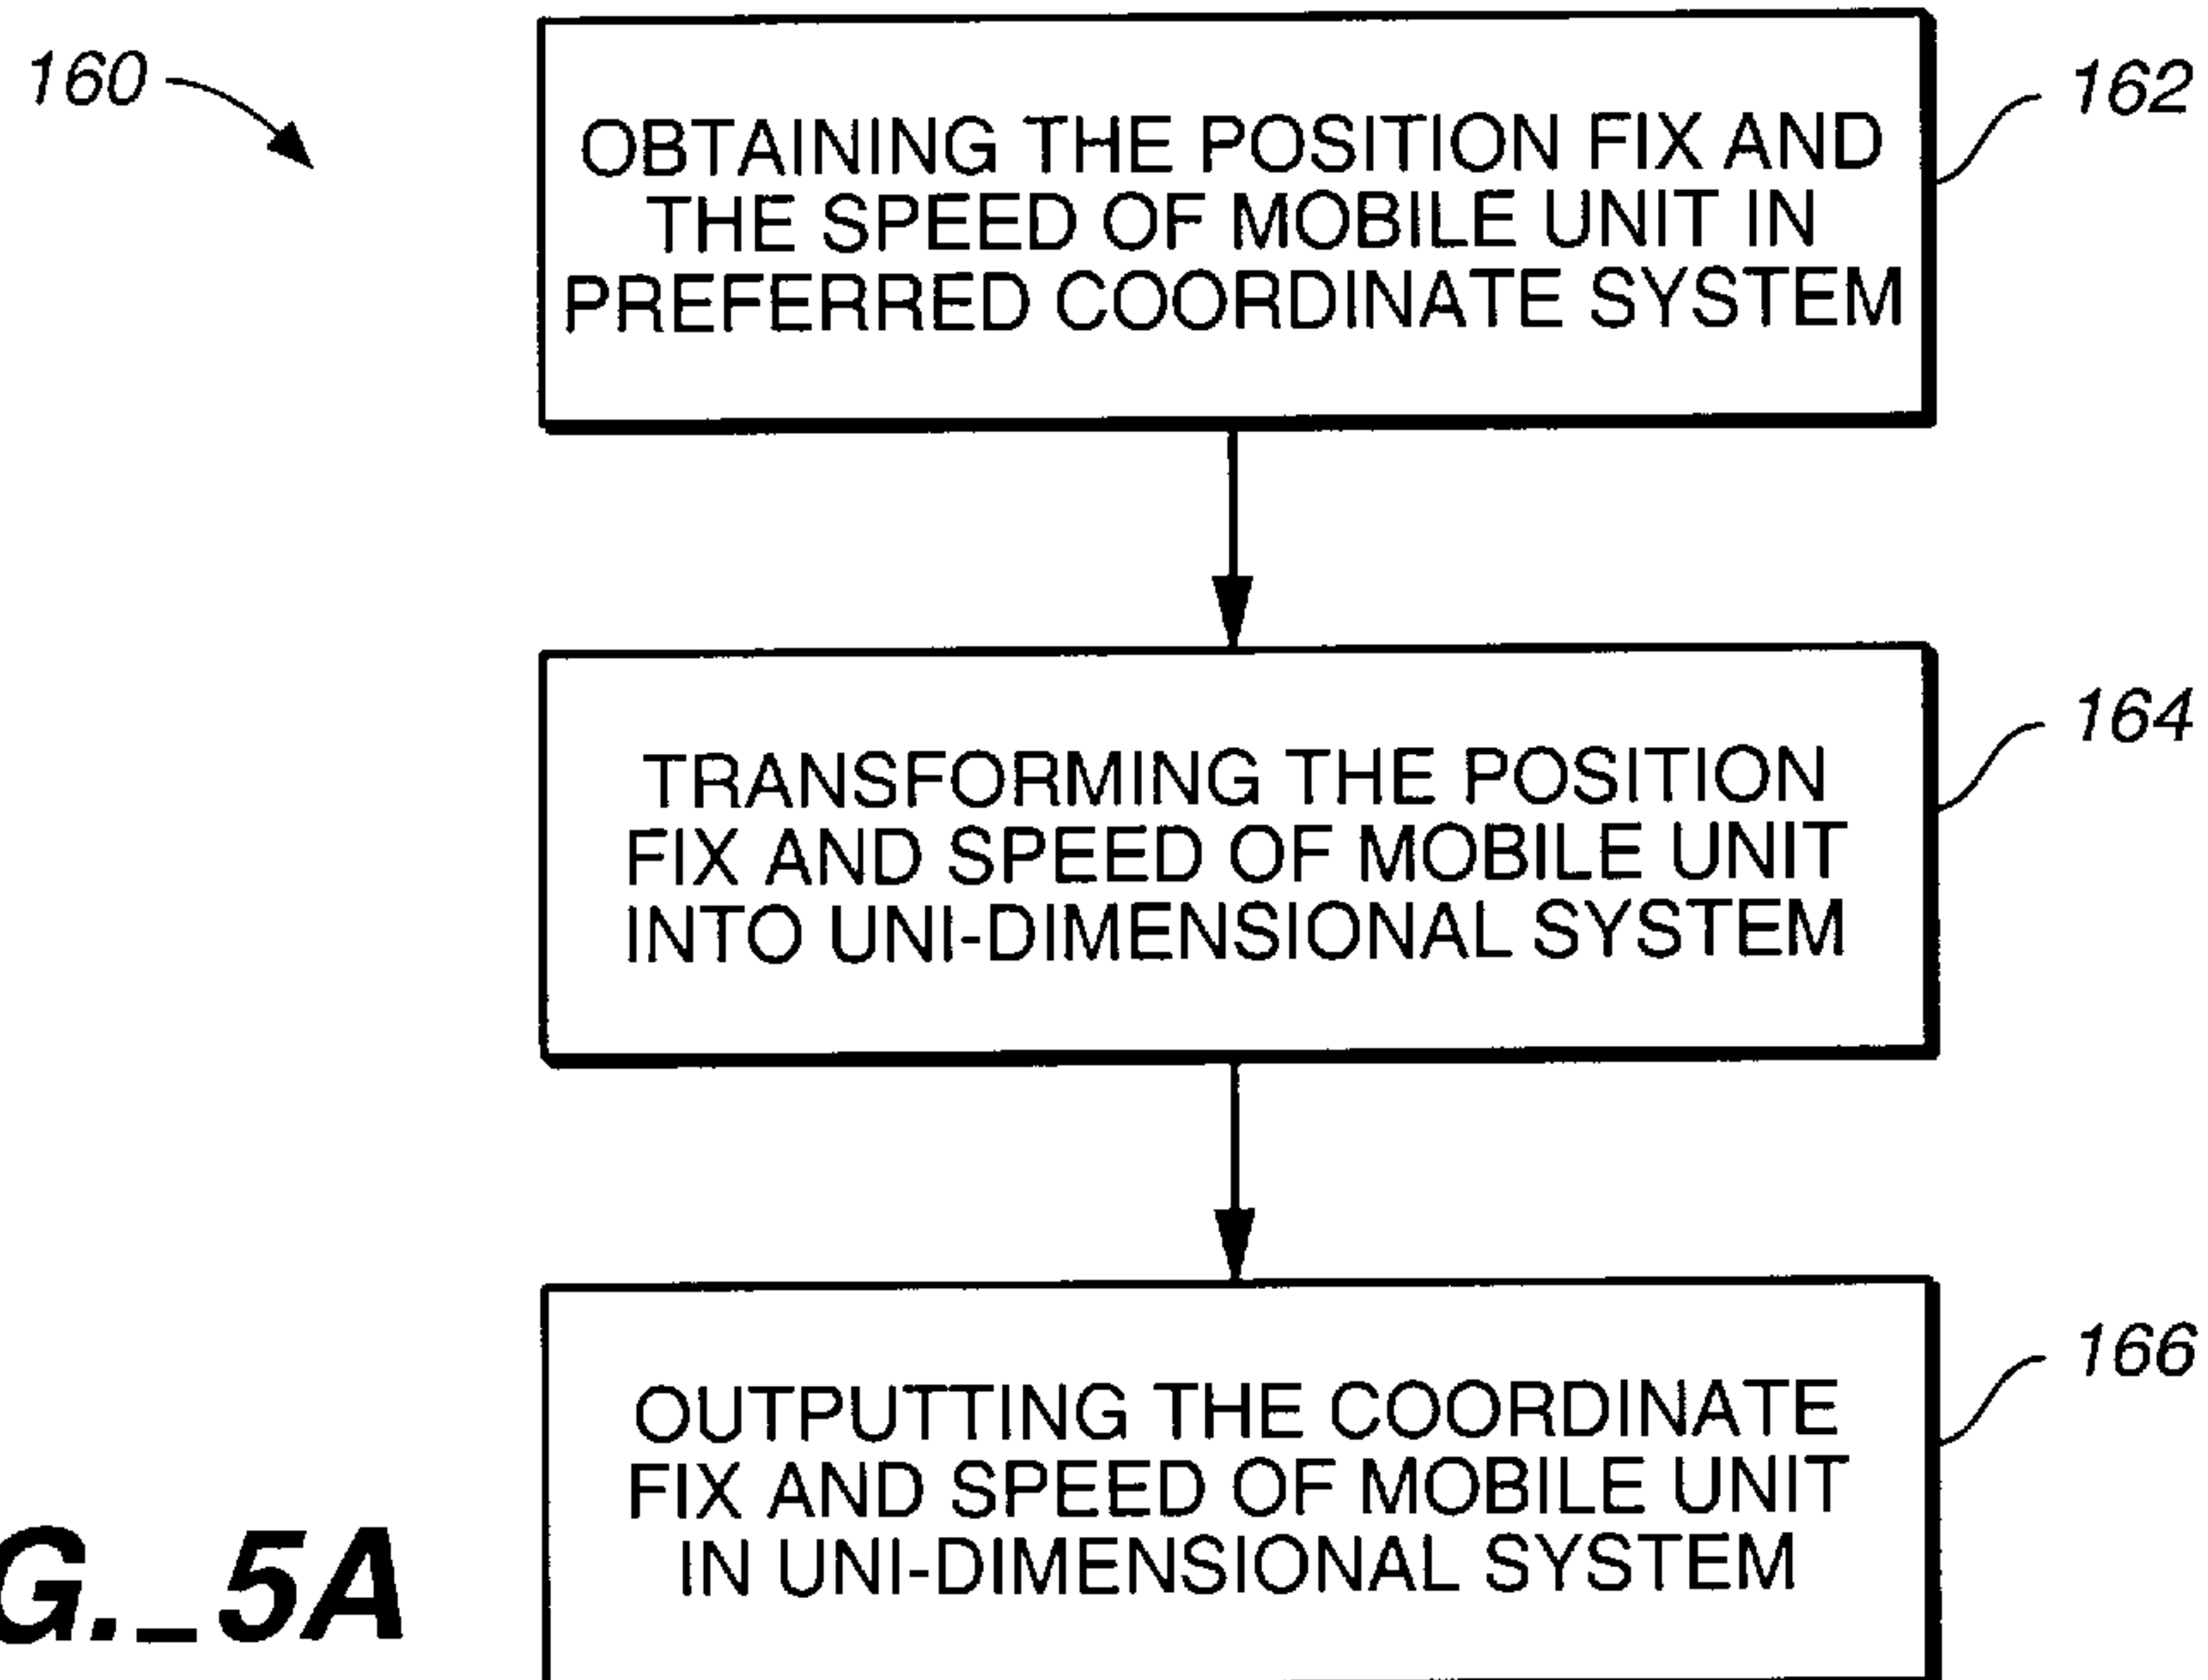 160
OBTAINING THE POSITION FIX AND
THE SPEED OF MOBILE UNIT IN
PREFERRED COORDINATE SYSTEM
162
TRANSFORMING THE POSITION
FIX AND SPEED OF MOBILE UNIT
INTO UNI-DIMENSIONAL SYSTEM
164
OUTPUTTING THE COORDINATE
FIX AND SPEED OF MOBILE UNIT
IN UNI-DIMENSIONAL SYSTEM
166
G._5A